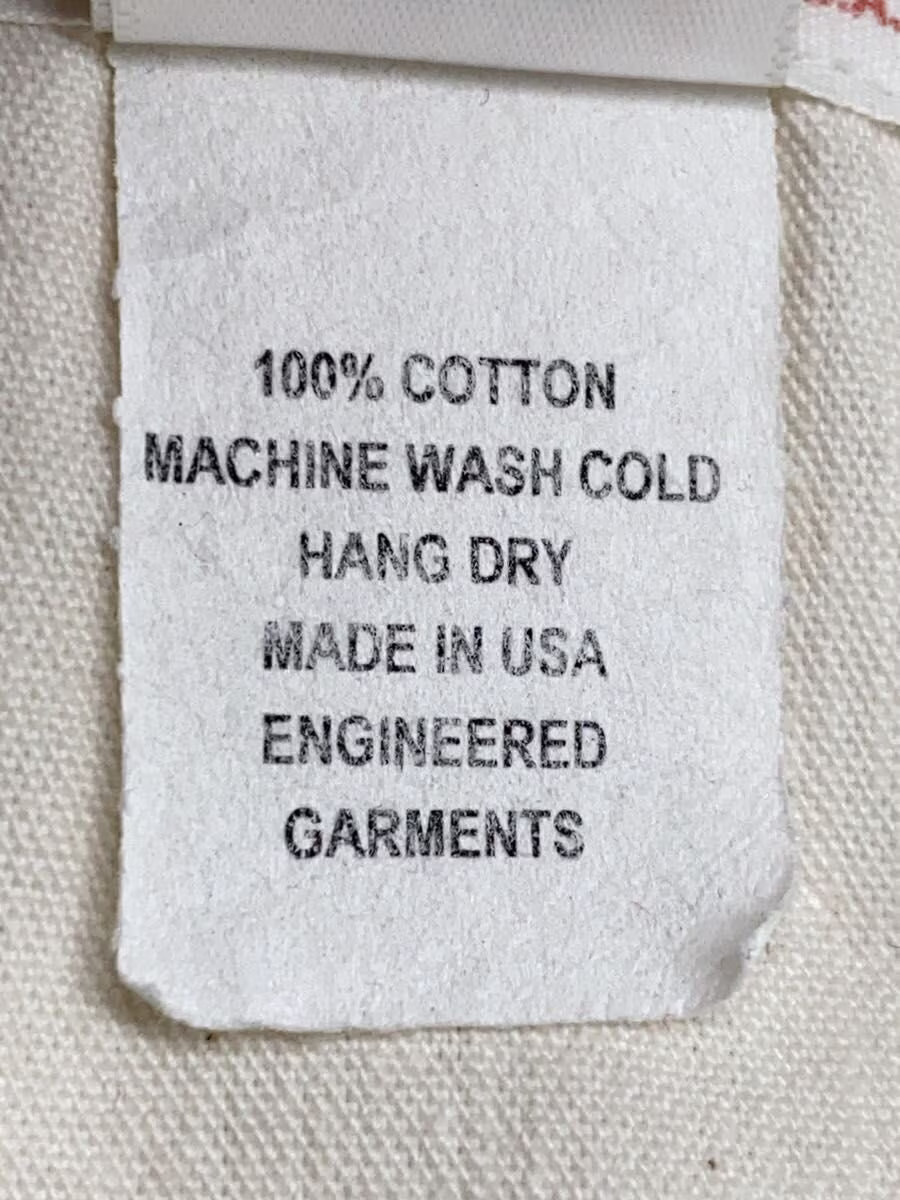 100% COTTON
MACHINE WASH COLD
HANG DRY
MADE IN USA
ENGINEERED
GARMENTS